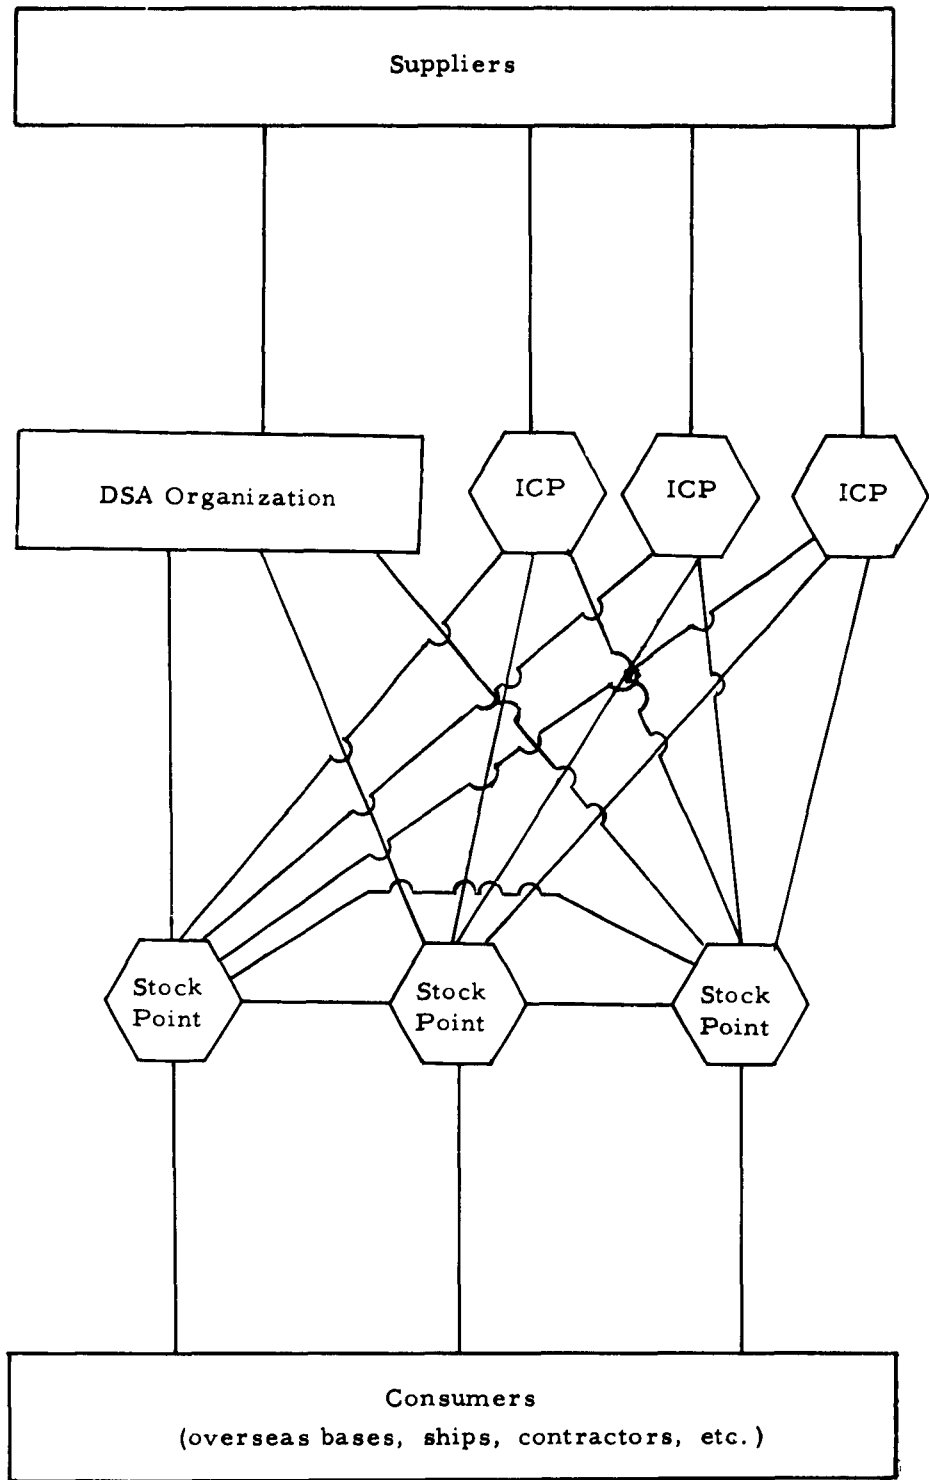 Suppliers
DSA Organization
ICP
ICP
ICP
Stock
Point
Stock
Point
Stock
Point
Consumers
(overseas bases, ships, contractors, etc.)